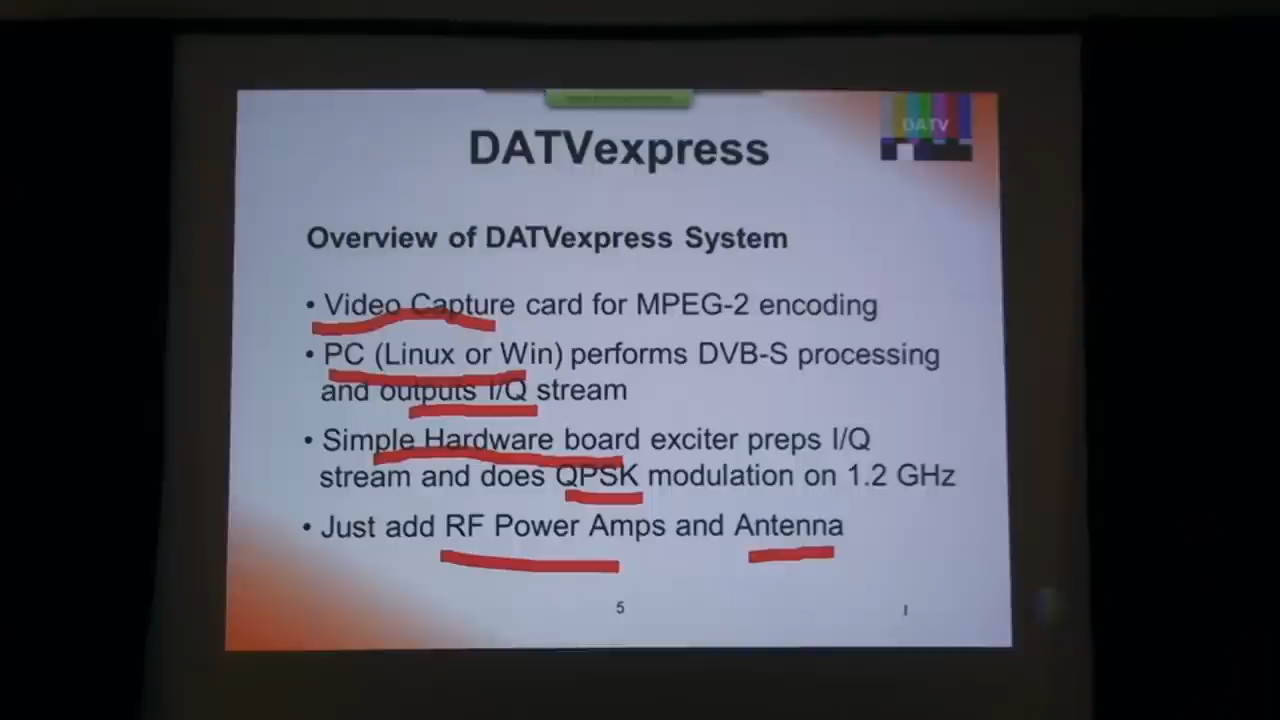 DATV
DATVexpress
Overview of DATVexpress System
• Video Capture card for MPEG-2 encoding
• PC (Linux or Win) performs DVB-S processing
and outputs I/Q stream
• Simple Hardware board exciter preps I/Q
stream and does QPSK modulation on 1.2 GHz
• Just add RF Power Amps and Antenna
5